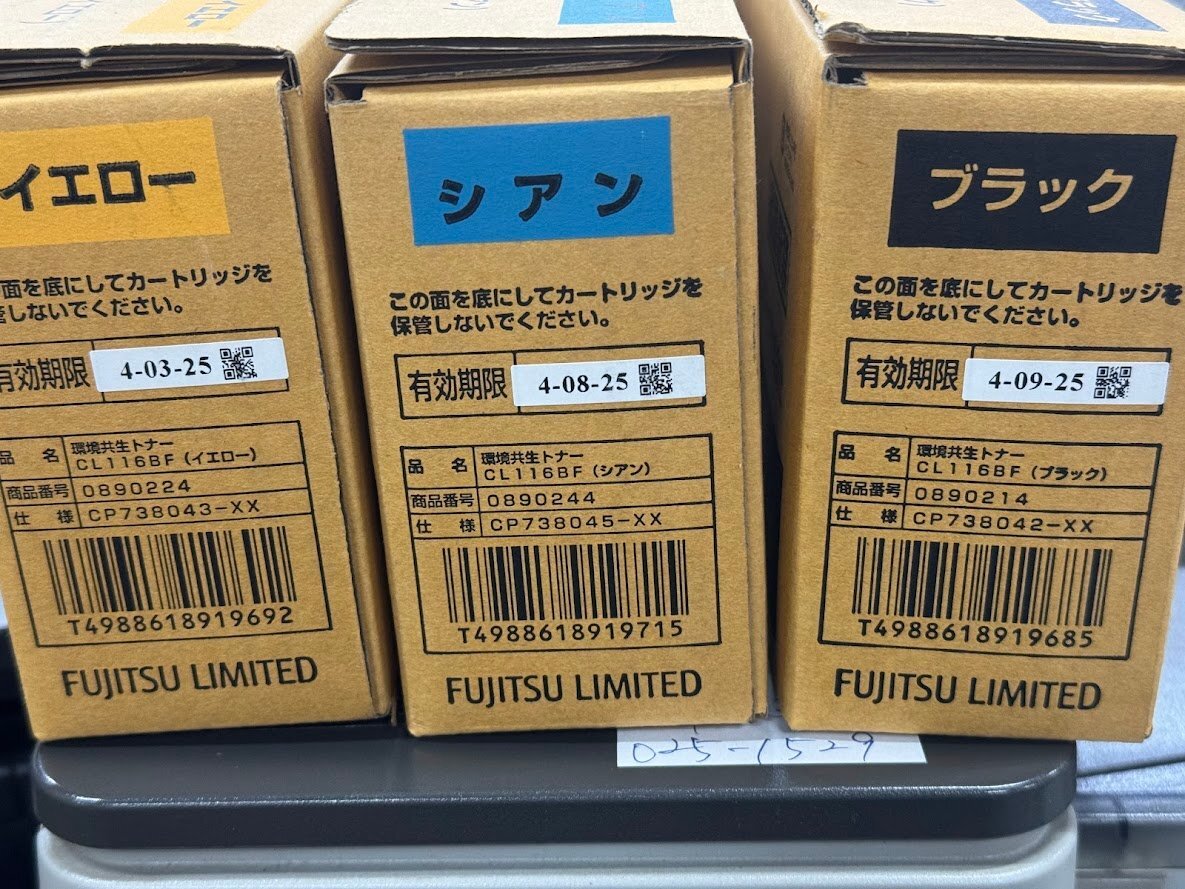 イエロー
面を底にしてカートリッジを
管しないでください。
有効期限 4-03-25
品 名 環境共生トナー
CL116BF (イエロー)
商品番号 0890224
仕 様 CP738043-XX
T4988618919692
FUJITSU LIMITED
シアン
この面を底にしてカートリッジを
保管しないでください。
有効期限 4-08-25
品 名 環境共生トナー
CL116BF (シアン)
商品番号 0890244
仕 様 CP738045-XX
T4988618919715
FUJITSU LIMITED
ブラック
この面を底にしてカートリッジを
保管しないでください。
有効期限 4-09-25
品 名 環境共生トナー
CL116BF (ブラック)
商品番号 0890214
仕 様 CP738042-XX
T4988618919685
FUJITSU LIMITED
025-1529